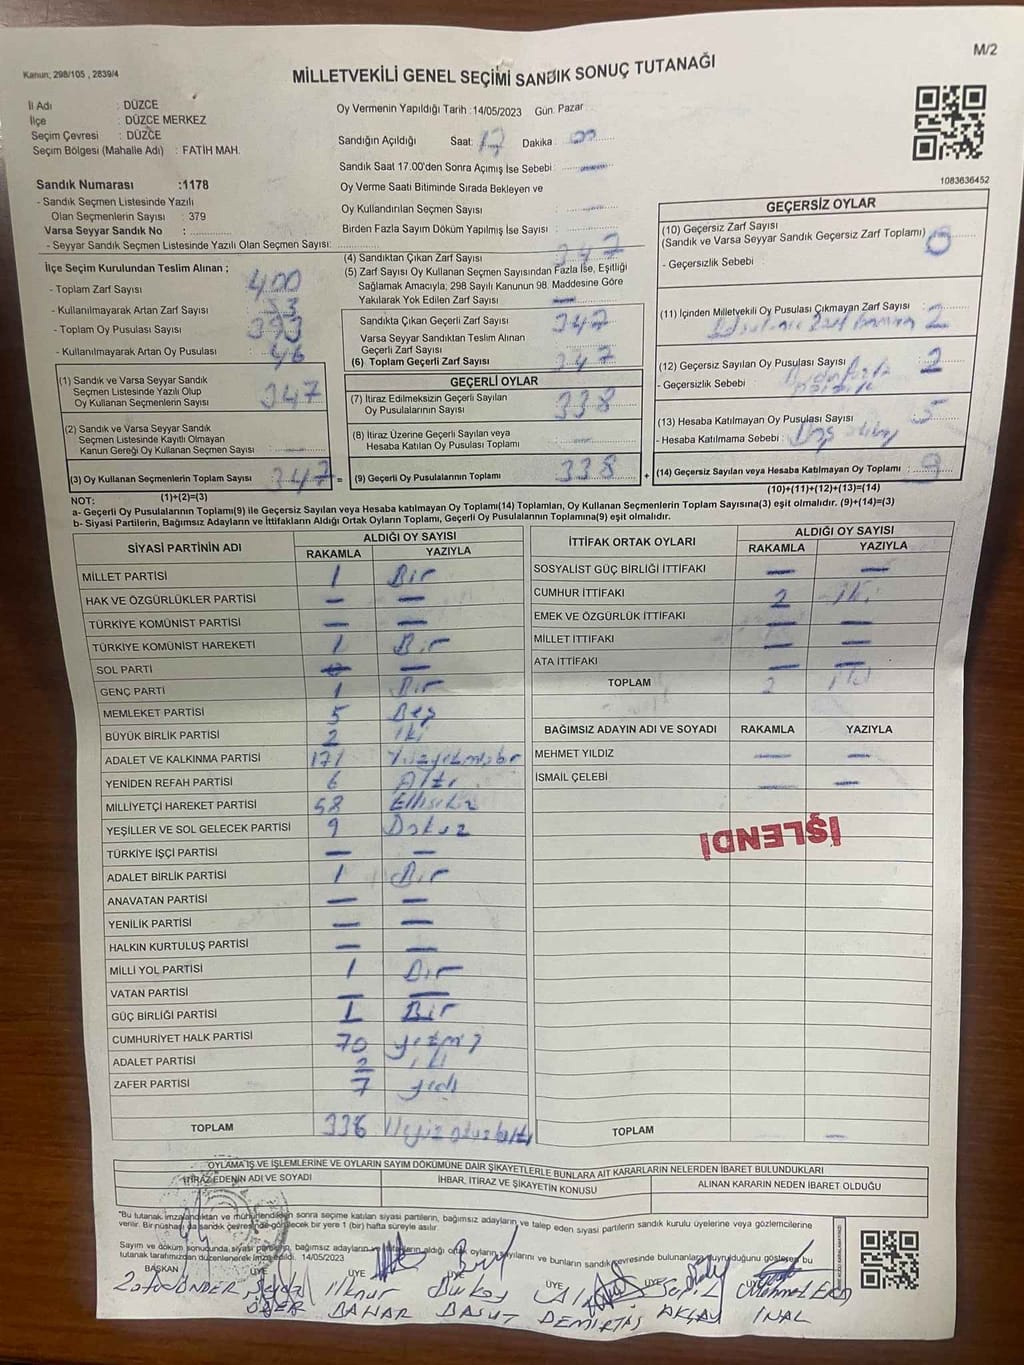 M/2
Kanun; 298/105 , 2839/4
MİLLETVEKİLİ GENEL SEÇİMİ SANDIK SONUÇ TUTANAĞI
İl Adı : DÜZCE
İlçe : DÜZCE MERKEZ
Seçim Çevresi : DÜZCE
Seçim Bölgesi (Mahalle Adı) : FATİH MAH.
Oy Vermenin Yapıldığı Tarih : 14/05/2023 Gün: Pazar
Sandığın Açıldığı Saat: 17 Dakika : 00
Sandık Saat 17.00'den Sonra Açımış İse Sebebi : —
Oy Verme Saati Bitiminde Sırada Bekleyen ve
Oy Kullandırılan Seçmen Sayısı : —
Birden Fazla Sayım Döküm Yapılmış İse Sayısı :
1083636452
Sandık Numarası :1178
- Sandık Seçmen Listesinde Yazılı
Olan Seçmenlerin Sayısı : 379
Varsa Seyyar Sandık No :
- Seyyar Sandık Seçmen Listesinde Yazılı Olan Seçmen Sayısı:
İlçe Seçim Kurulundan Teslim Alınan ;
- Toplam Zarf Sayısı : 400
- Kullanılmayarak Artan Zarf Sayısı : 53
- Toplam Oy Pusulası Sayısı : 393
- Kullanılmayarak Artan Oy Pusulası : 46
(1) Sandık ve Varsa Seyyar Sandık
Seçmen Listesinde Yazılı Olup
Oy Kullanan Seçmenlerin Sayısı : 347
(2) Sandık ve Varsa Seyyar Sandık
Seçmen Listesinde Kayıtlı Olmayan
Kanun Gereği Oy Kullanan Seçmen Sayısı : —
(3) Oy Kullanan Seçmenlerin Toplam Sayısı : 347 =
(1)+(2)=(3)
(4) Sandıktan Çıkan Zarf Sayısı : 347
(5) Zarf Sayısı Oy Kullanan Seçmen Sayısından Fazla İse, Eşitliği
Sağlamak Amacıyla, 298 Sayılı Kanunun 98. Maddesine Göre
Yakılarak Yok Edilen Zarf Sayısı : —
Sandıkta Çıkan Geçerli Zarf Sayısı : 347
Varsa Seyyar Sandıktan Teslim Alınan
Geçerli Zarf Sayısı :
(6) Toplam Geçerli Zarf Sayısı : 347
GEÇERLİ OYLAR
(7) İtiraz Edilmeksizin Geçerli Sayılan
Oy Pusulalarının Sayısı : 338
(8) İtiraz Üzerine Geçerli Sayılan veya
Hesaba Katılan Oy Pusulası Toplamı : —
(9) Geçerli Oy Pusulalarının Toplamı : 338 +
GEÇERSİZ OYLAR
(10) Geçersiz Zarf Sayısı
(Sandık ve Varsa Seyyar Sandık Geçersiz Zarf Toplamı) : 0
- Geçersizlik Sebebi :
(11) İçinden Milletvekili Oy Pusulası Çıkmayan Zarf Sayısı : 2
(12) Geçersiz Sayılan Oy Pusulası Sayısı : 2
- Geçersizlik Sebebi : Birden fazla
(13) Hesaba Katılmayan Oy Pusulası Sayısı : 5
- Hesaba Katılmama Sebebi : Boş
(14) Geçersiz Sayılan veya Hesaba Katılmayan Oy Toplamı : 9
(10)+(11)+(12)+(13)=(14)
NOT:
a- Geçerli Oy Pusulalarının Toplamı(9) ile Geçersiz Sayılan veya Hesaba katılmayan Oy Toplamı(14) Toplamları, Oy Kullanan Seçmenlerin Toplam Sayısına(3) eşit olmalıdır. (9)+(14)=(3)
b- Siyasi Partilerin, Bağımsız Adayların ve İttifakların Aldığı Ortak Oyların Toplamı, Geçerli Oy Pusulalarının Toplamına(9) eşit olmalıdır.
SİYASİ PARTİNİN ADI ALDIĞI OY SAYISI
RAKAMLA YAZIYLA
MİLLET PARTİSİ 1 Bir
HAK VE ÖZGÜRLÜKLER PARTİSİ — —
TÜRKİYE KOMÜNİST PARTİSİ — —
TÜRKİYE KOMÜNİST HAREKETİ 1 Bir
SOL PARTİ — —
GENÇ PARTİ 1 Bir
MEMLEKET PARTİSİ 5 Beş
BÜYÜK BİRLİK PARTİSİ 2 İki
ADALET VE KALKINMA PARTİSİ 171 Yüzyetmişbir
YENİDEN REFAH PARTİSİ 6 Altı
MİLLİYETÇİ HAREKET PARTİSİ 58 Ellisekiz
YEŞİLLER VE SOL GELECEK PARTİSİ 9 Dokuz
TÜRKİYE İŞÇİ PARTİSİ — —
ADALET BİRLİK PARTİSİ 1 Bir
ANAVATAN PARTİSİ — —
YENİLİK PARTİSİ — —
HALKIN KURTULUŞ PARTİSİ — —
MİLLİ YOL PARTİSİ 1 Bir
VATAN PARTİSİ — —
GÜÇ BİRLİĞİ PARTİSİ 1 Bir
CUMHURİYET HALK PARTİSİ 70 yetmiş
ADALET PARTİSİ 2 iki
ZAFER PARTİSİ 7 yedi
TOPLAM 336 Üçyüz otuzaltı
İTTİFAK ORTAK OYLARI ALDIĞI OY SAYISI
RAKAMLA YAZIYLA
SOSYALİST GÜÇ BİRLİĞİ İTTİFAKI — —
CUMHUR İTTİFAKI 2 iki
EMEK VE ÖZGÜRLÜK İTTİFAKI — —
MİLLET İTTİFAKI — —
ATA İTTİFAKI — —
TOPLAM 2 iki
BAĞIMSIZ ADAYIN ADI VE SOYADI RAKAMLA YAZIYLA
MEHMET YILDIZ — —
İSMAİL ÇELEBİ — —
İŞLENDİ
TOPLAM —
OYLAMA İŞ VE İŞLEMLERİNE VE OYLARIN SAYIM DÖKÜMÜNE DAİR ŞİKAYETLERLE BUNLARA AİT KARARLARIN NELERDEN İBARET BULUNDUKLARI
İTİRAZ EDENİN ADI VE SOYADI İHBAR, İTİRAZ VE ŞİKAYETİN KONUSU ALINAN KARARIN NEDEN İBARET OLDUĞU
"Bu tutanak imzalandıktan ve mühürlendikten sonra seçime katılan siyasi partilerin, bağımsız adayların ve talep eden siyasi partilerin sandık kurulu üyelerine veya gözlemcilerine
verilir. Bir nüshası da sandık çevresinde görülecek bir yere 1 (bir) hafta süreyle asılır.
Sayım ve döküm sonucunda, siyasi partilerin, bağımsız adayların ve ittifakların aldığı ortak oyların sayılarını ve bunların sandık çevresinde bulunanlara duyurulduğunu gösteren bu
tutanak tarafımızdan düzenlenerek imza edildi. 14/05/2023
BAŞKAN ÜYE ÜYE ÜYE ÜYE ÜYE
ÖNDER İlknur Berkay Ali Mehmet
ÖZER BAHAR DEMİRTAŞ AKÇAY İNAL